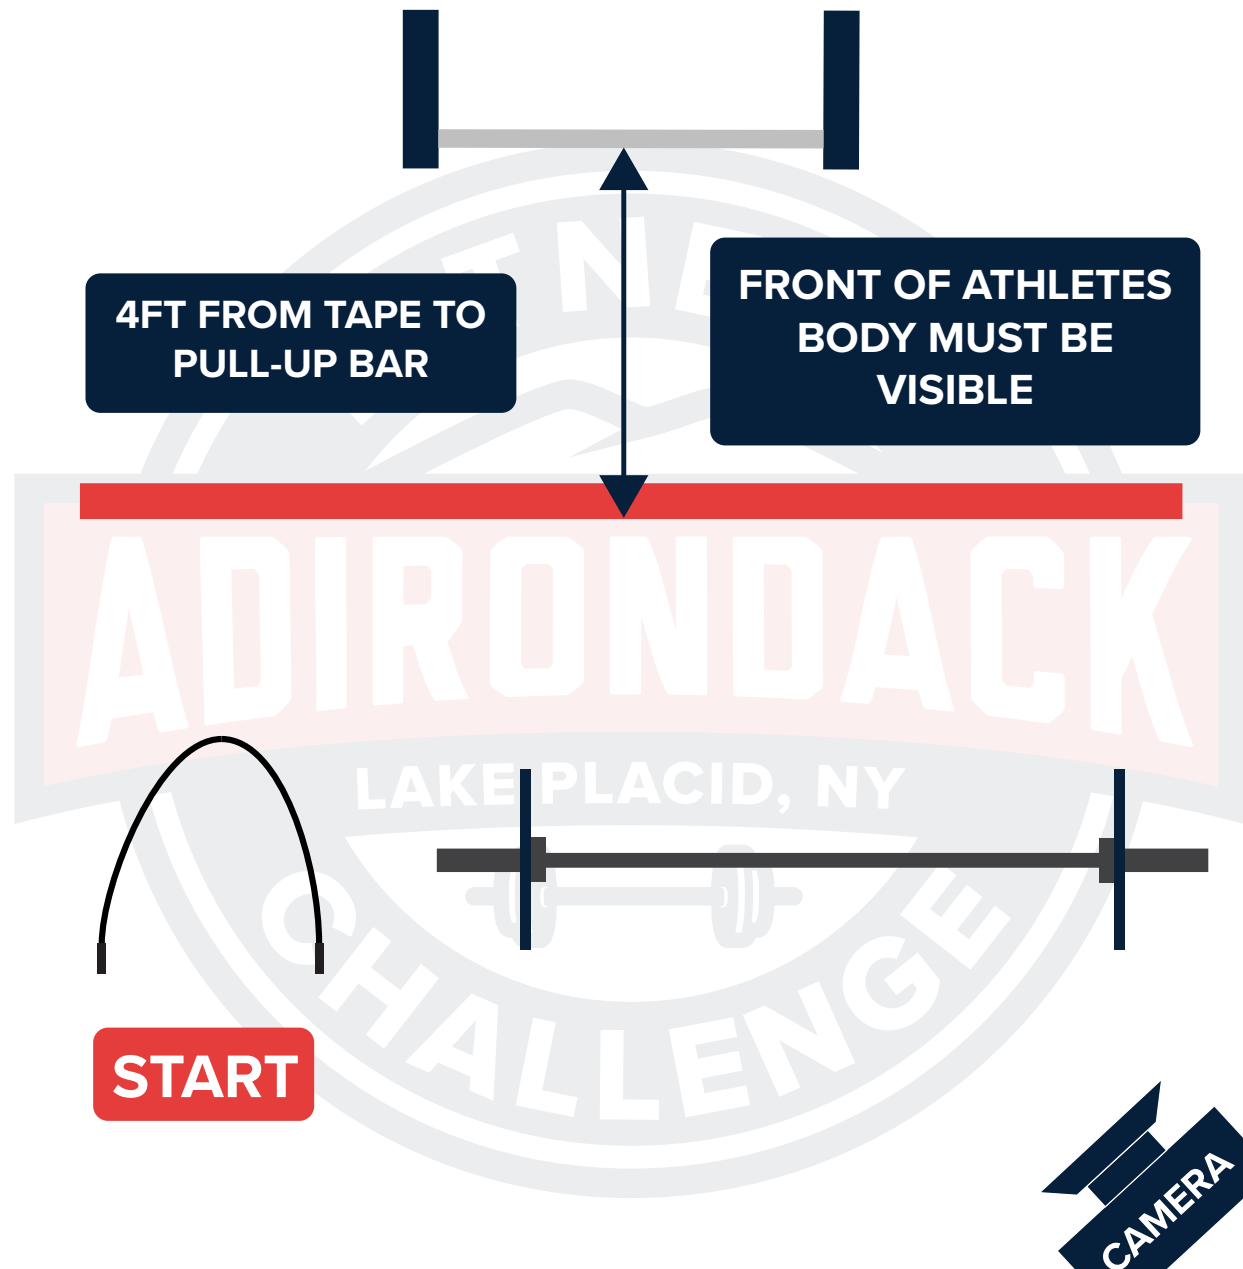 FITNESS
4FT FROM TAPE TO
PULL-UP BAR
FRONT OF ATHLETES
BODY MUST BE
VISIBLE
ADIRONDACK
LAKE PLACID, NY
CHALLENGE
START
CAMERA